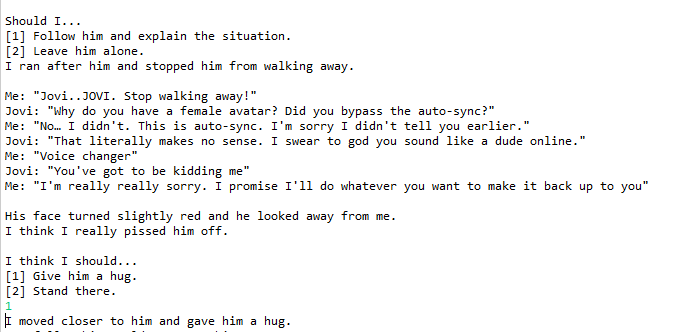 Should I...
[1] Follow him and explain the situation.
[2] Leave him alone.
I ran after him and stopped him from walking away.
Me: "Jovi..JOVI. Stop walking away!"
Jovi: "Why do you have a female avatar? Did you bypass the auto-sync?"
Me: "No… I didn't. This is auto-sync. I'm sorry I didn't tell you earlier."
Jovi: "That literally makes no sense. I swear to god you sound like a dude online."
Me: "Voice changer"
Jovi: "You've got to be kidding me"
Me: "I'm really really sorry. I promise I'll do whatever you want to make it back up to you"
His face turned slightly red and he looked away from me.
I think I really pissed him off.
I think I should...
[1] Give him a hug.
[2] Stand there.
1
I moved closer to him and gave him a hug.